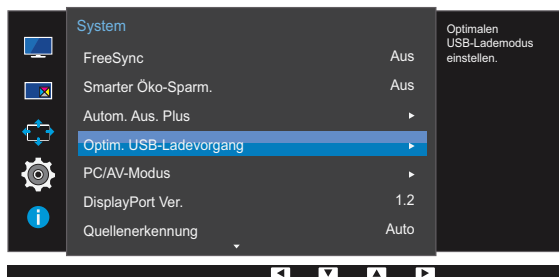 System
FreeSync Aus
Smarter Öko-Sparm. Aus
Autom. Aus. Plus
Optim. USB-Ladevorgang
PC/AV-Modus
DisplayPort Ver. 1.2
Quellenerkennung Auto
Optimalen
USB-Lademodus
einstellen.